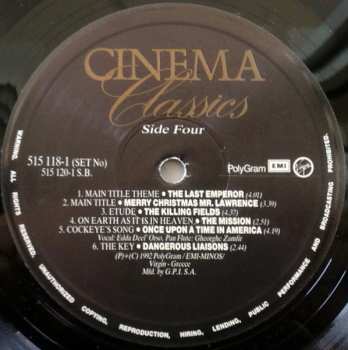 CINEMA
Classics
Side Four
515 118-1 (SET No)
515 120-1 S.B.
PolyGram EMI Virgin
1. MAIN TITLE THEME • THE LAST EMPEROR (4.01)
2. MAIN TITLE • MERRY CHRISTMAS MR. LAWRENCE (3.39)
3. ETUDE • THE KILLING FIELDS (4.37)
4. ON EARTH AS IT IS IN HEAVEN • THE MISSION (2.51)
5. COCKEYE'S SONG • ONCE UPON A TIME IN AMERICA (4.19)
Vocal: Edda Decl' Orso, Pan Flute: Gheorghe Zamfit
6. THE KEY • DANGEROUS LIAISONS (2.44)
(P)+(C) 1992 PolyGram / EMI-MINOS/
Virgin - Greece
Mfd. by G.P.I. S.A.
WARNING. ALL RIGHTS RESERVED. UNAUTHORIZED COPYING, REPRODUCTION, HIRING, LENDING, PUBLIC PERFORMANCE AND BROADCASTING PROHIBITED.